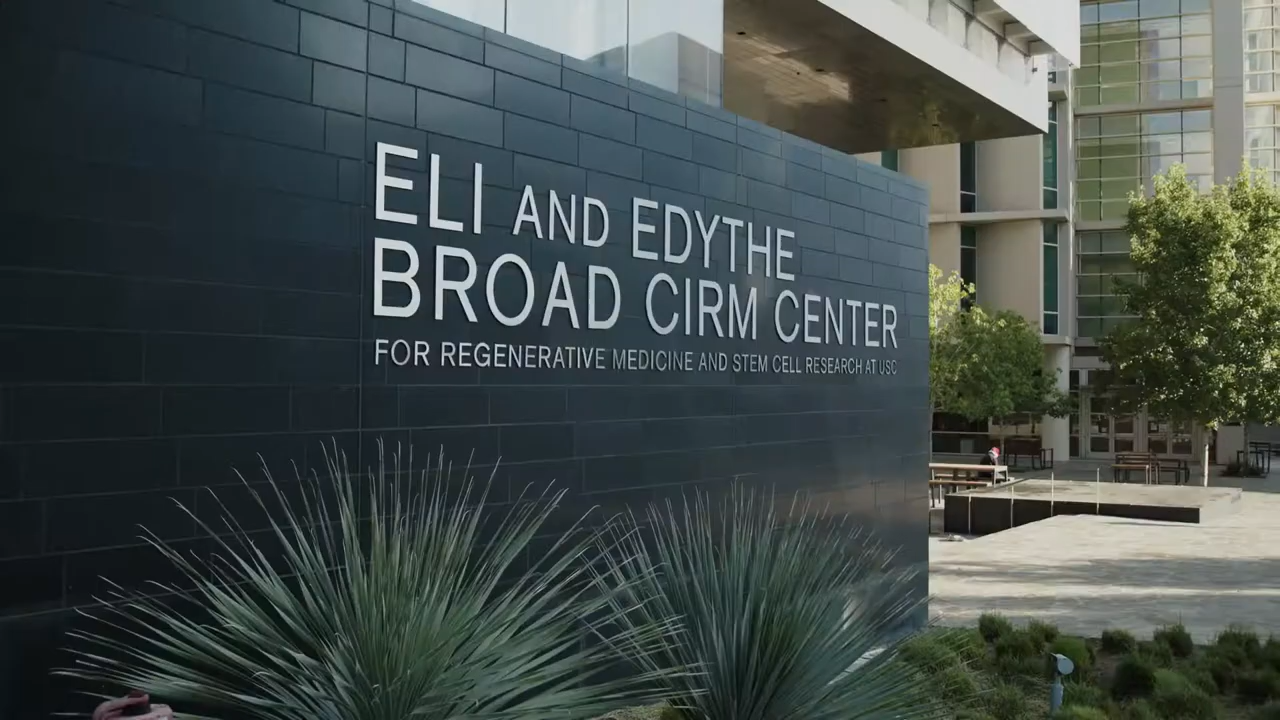 ELI AND EDYTHE
BROAD CIRM CENTER
FOR REGENERATIVE MEDICINE AND STEM CELL RESEARCH AT USC